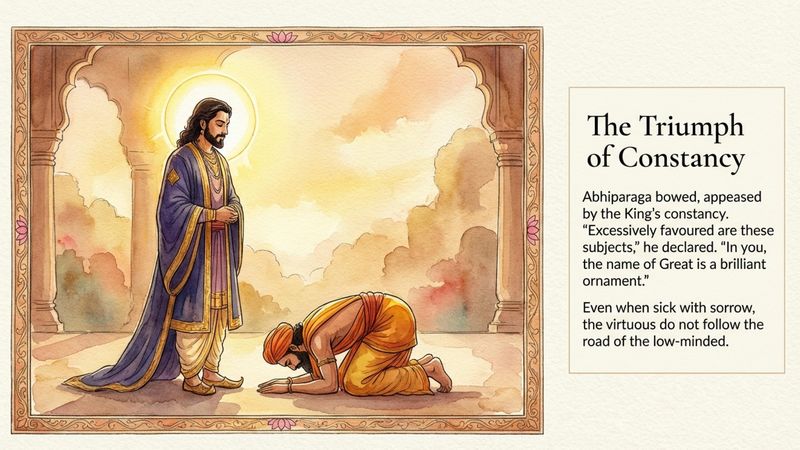 The Triumph
of Constancy
Abhiparaga bowed, appeased
by the King’s constancy.
“Excessively favoured are these
subjects,” he declared. “In you,
the name of Great is a brilliant
ornament.”
Even when sick with sorrow,
the virtuous do not follow the
road of the low-minded.